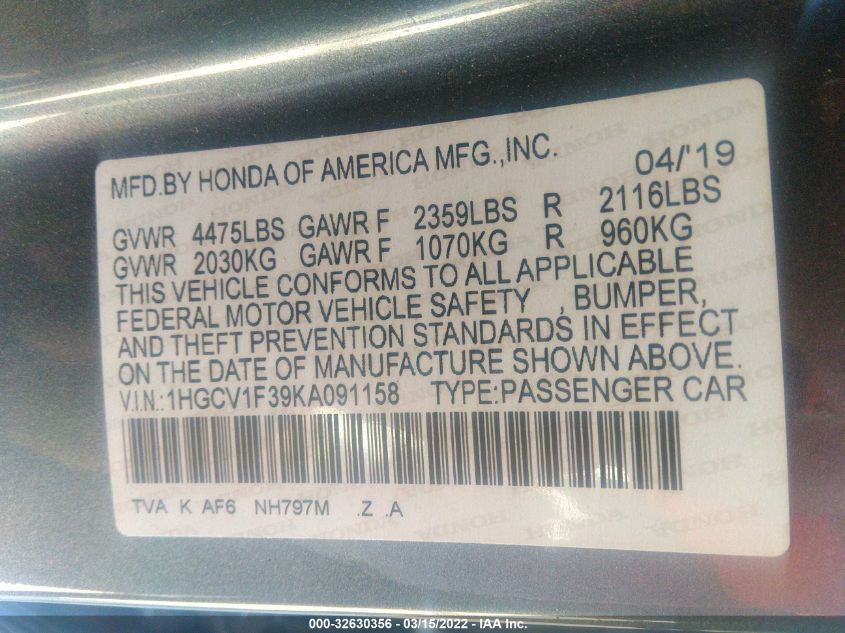 MFD.BY HONDA OF AMERICA MFG.,INC. 04/'19
GVWR 4475LBS GAWR F 2359LBS R 2116LBS
GVWR 2030KG GAWR F 1070KG R 960KG
THIS VEHICLE CONFORMS TO ALL APPLICABLE
FEDERAL MOTOR VEHICLE SAFETY , BUMPER,
AND THEFT PREVENTION STANDARDS IN EFFECT
ON THE DATE OF MANUFACTURE SHOWN ABOVE.
V.I.N.:1HGCV1F39KA091158 TYPE:PASSENGER CAR
TVA K AF6 NH797M .Z .A
000-32630356 - 03/15/2022 - IAA Inc.